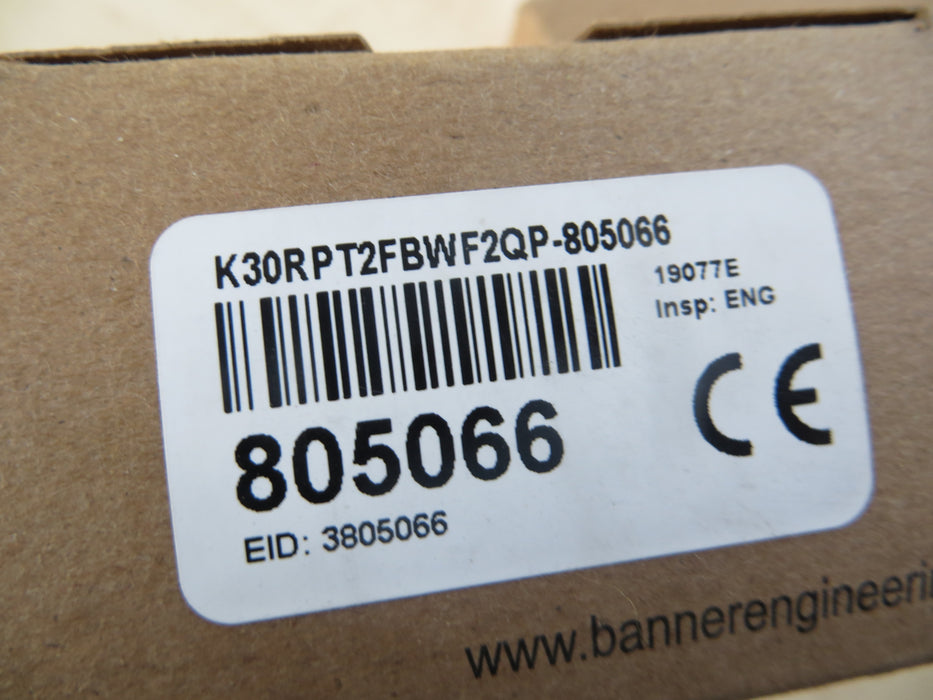 K30RPT2FBWF2QP-805066
19077E
Insp: ENG
805066
CE
EID: 3805066
www.bannerengineeri